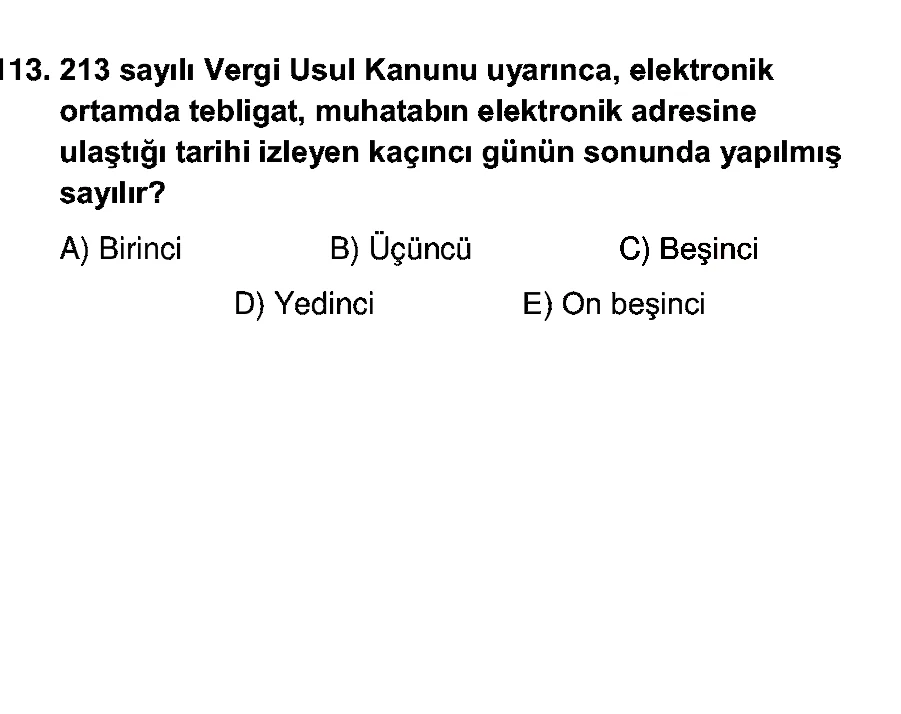 113. 213 sayılı Vergi Usul Kanunu uyarınca, elektronik
ortamda tebligat, muhatabın elektronik adresine
ulaştığı tarihi izleyen kaçıncı günün sonunda yapılmış
sayılır?
A) Birinci B) Üçüncü C) Beşinci
D) Yedinci E) On beşinci